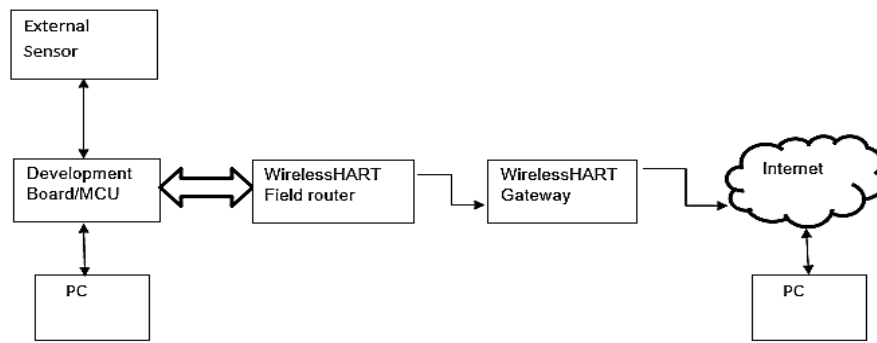 External
Sensor
Development
Board/MCU
WirelessHART
Field router
WirelessHART
Gateway
Internet
PC
PC